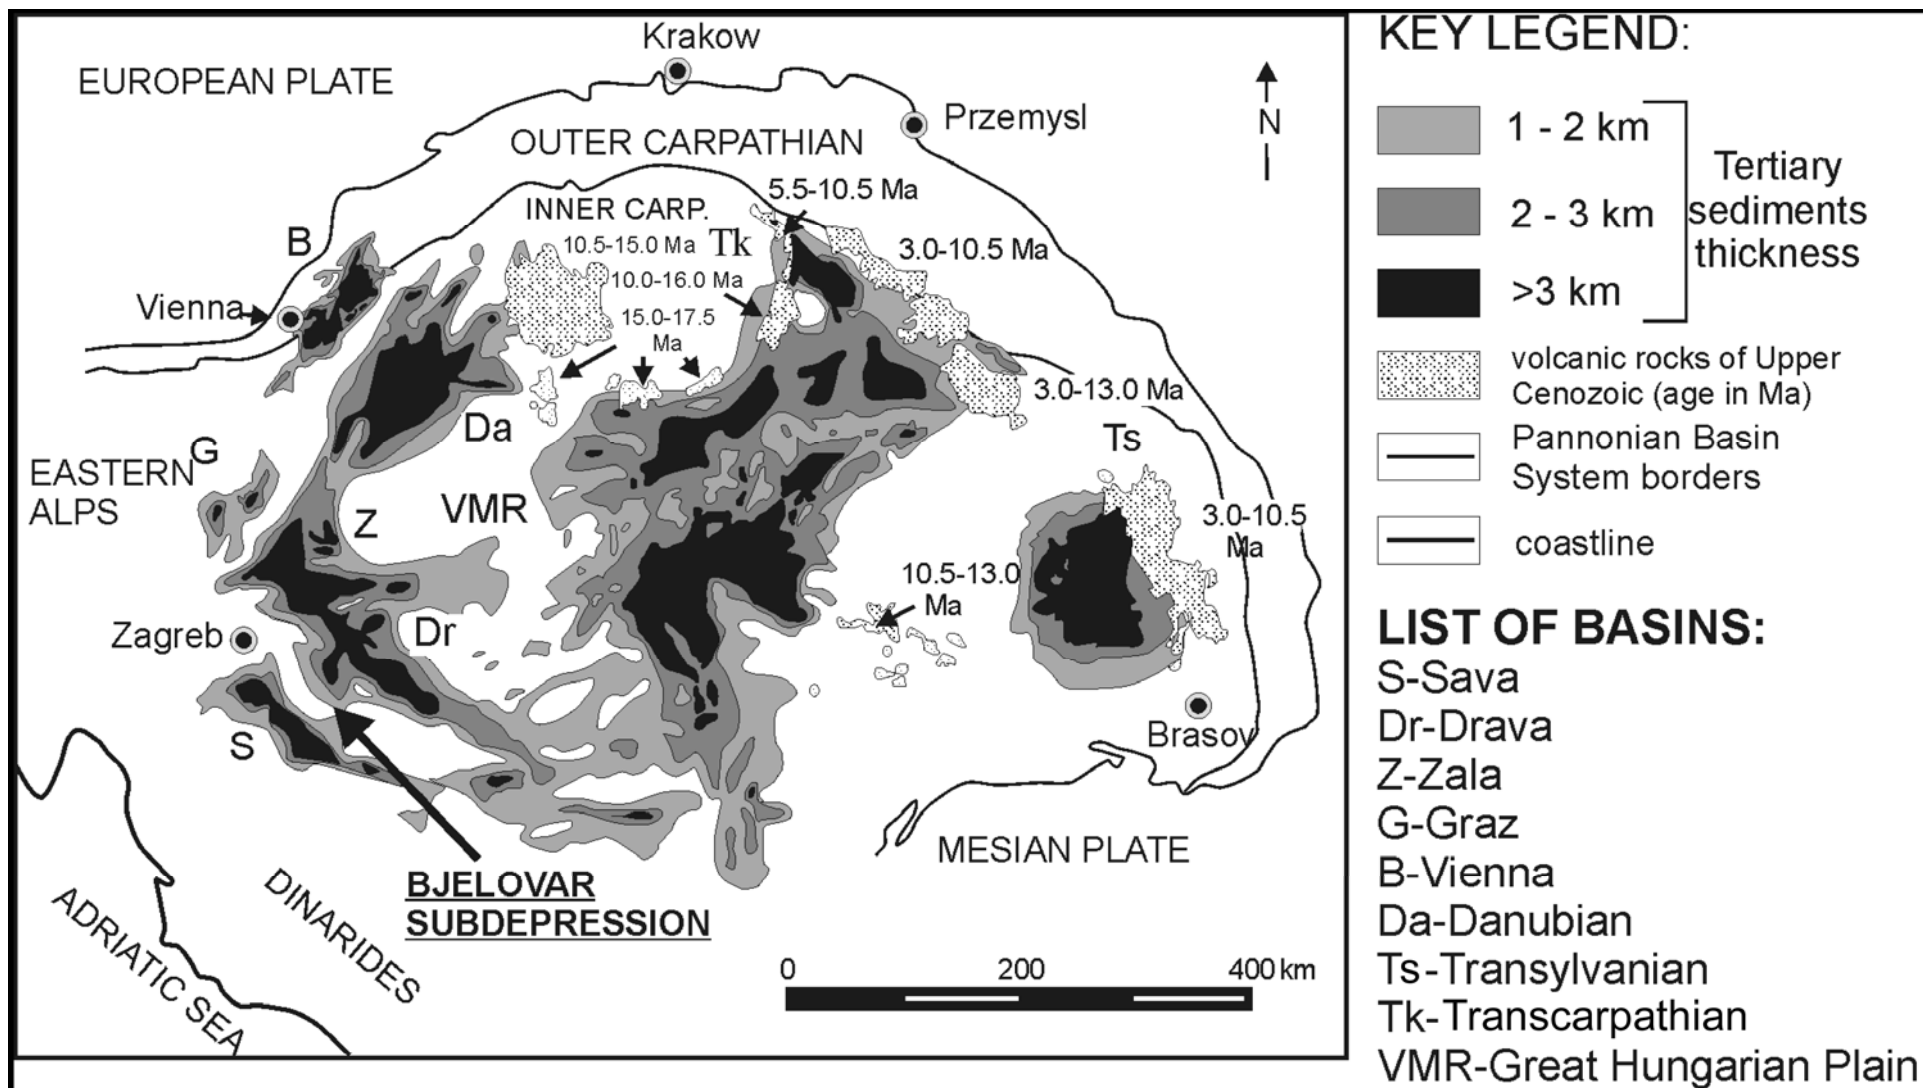 Krakow
EUROPEAN PLATE
Przemysl
N
OUTER CARPATHIAN
5.5-10.5 Ma
INNER CARP.
B
10.5-15.0 Ma
Tk
3.0-10.5 Ma
10.0-16.0 Ma
Vienna
15.0-17.5
Ma
3.0-13.0 Ma
Da
Ts
G
EASTERN
ALPS
VMR
Z
3.0-10.5
Ma
10.5-13.0
Ma
Zagreb
Dr
S
Brasov
MESIAN PLATE
BJELOVAR
SUBDEPRESSION
DINARIDES
ADRIATIC SEA
0
200
400 km
KEY LEGEND:
1 - 2 km
2 - 3 km
>3 km
Tertiary
sediments
thickness
volcanic rocks of Upper
Cenozoic (age in Ma)
Pannonian Basin
System borders
coastline
LIST OF BASINS:
S-Sava
Dr-Drava
Z-Zala
G-Graz
B-Vienna
Da-Danubian
Ts-Transylvanian
Tk-Transcarpathian
VMR-Great Hungarian Plain